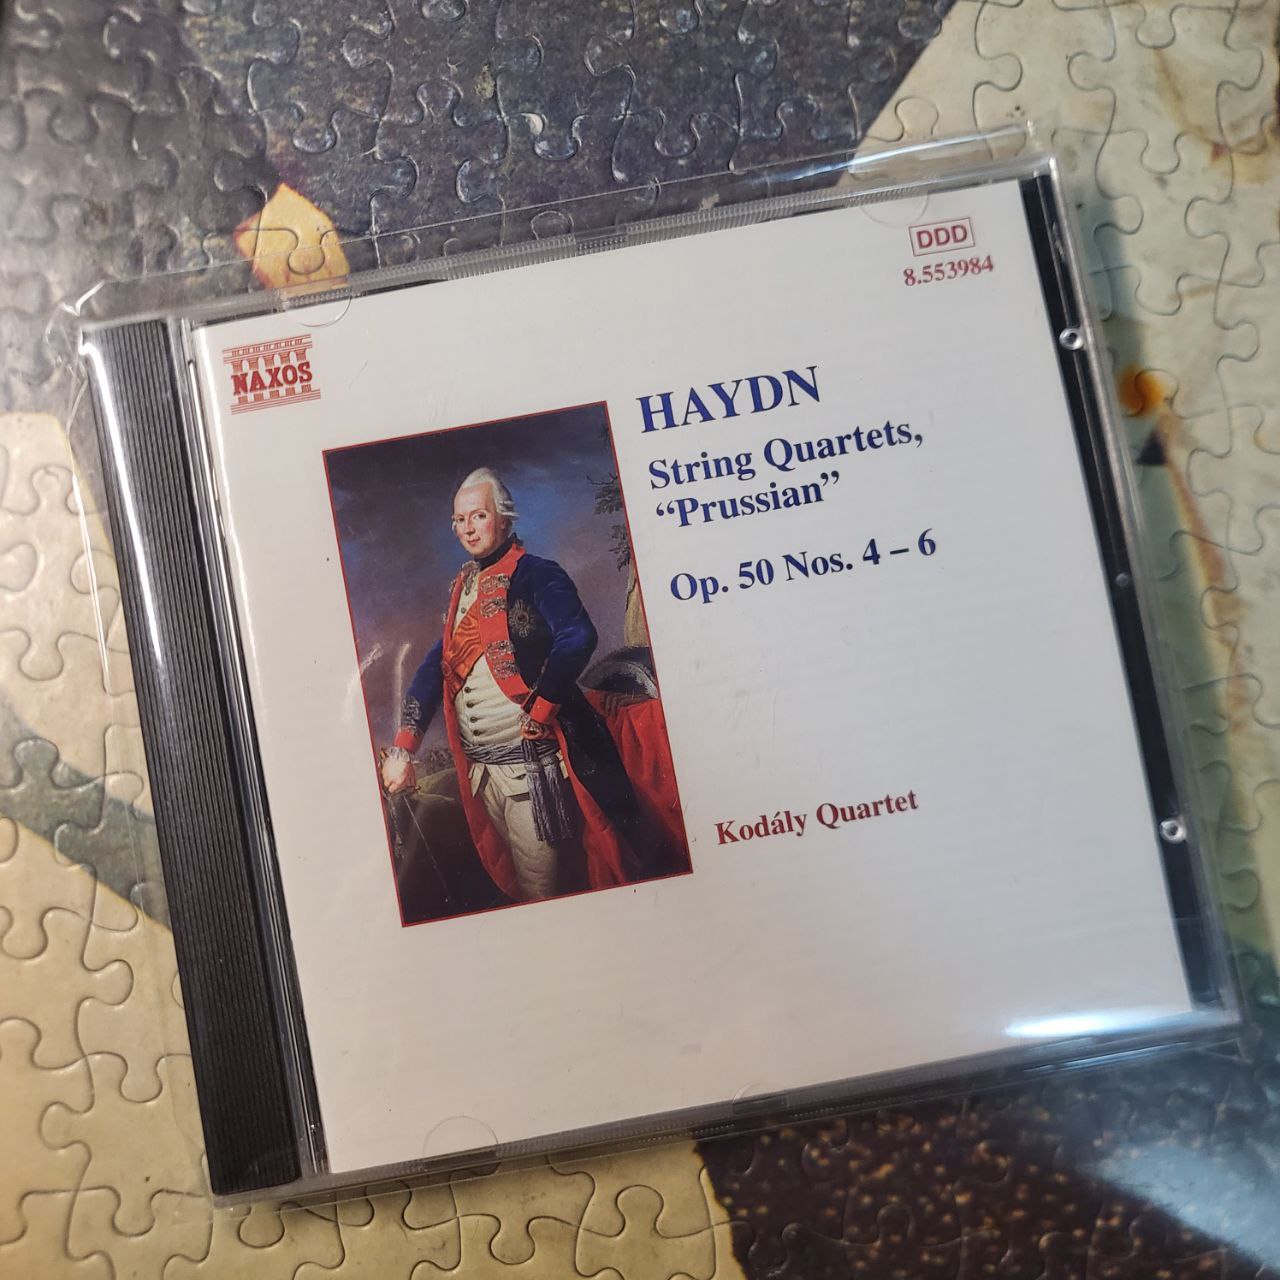 DDD
8.553984
NAXOS
HAYDN
String Quartets,
“Prussian”
Op. 50 Nos. 4 – 6
Kodály Quartet